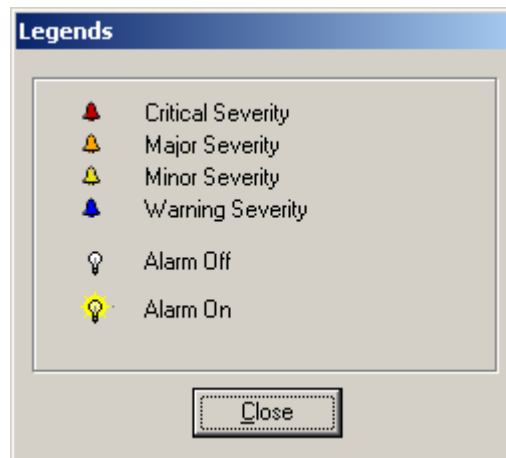 Legends
Critical Severity
Major Severity
Minor Severity
Warning Severity
Alarm Off
Alarm On
Close